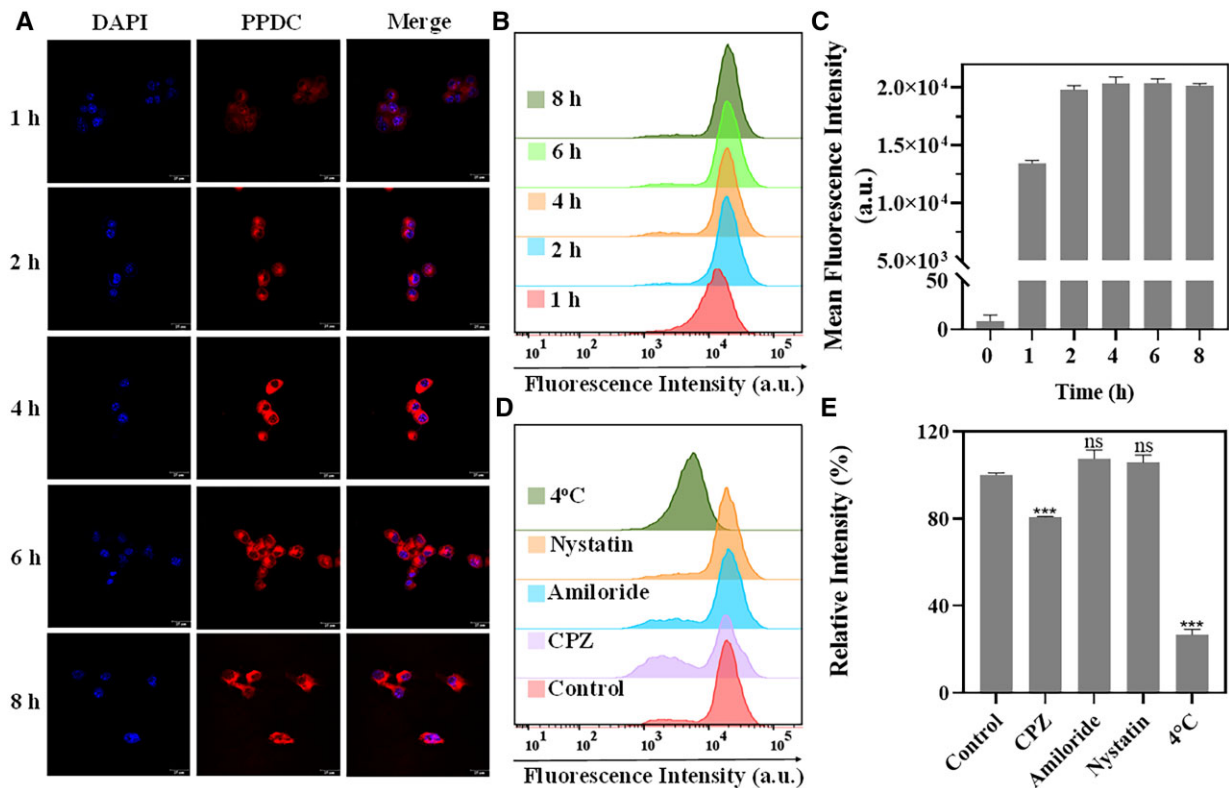 A
DAPI
PPDC
Merge
1 h
2 h
4 h
6 h
8 h
B
8 h
6 h
4 h
2 h
1 h
10¹
10²
10³
10⁴
10⁵
Fluorescence Intensity (a.u.)
C
Mean Fluorescence Intensity
(a.u.)
2.0×10⁴
1.5×10⁴
1.0×10⁴
5.0×10³
50
0
0
1
2
4
6
8
Time (h)
D
4°C
Nystatin
Amiloride
CPZ
Control
10¹
10²
10³
10⁴
10⁵
Fluorescence Intensity (a.u.)
E
Relative Intensity (%)
120
80
40
0
***
ns
ns
***
Control
CPZ
Amiloride
Nystatin
4°C